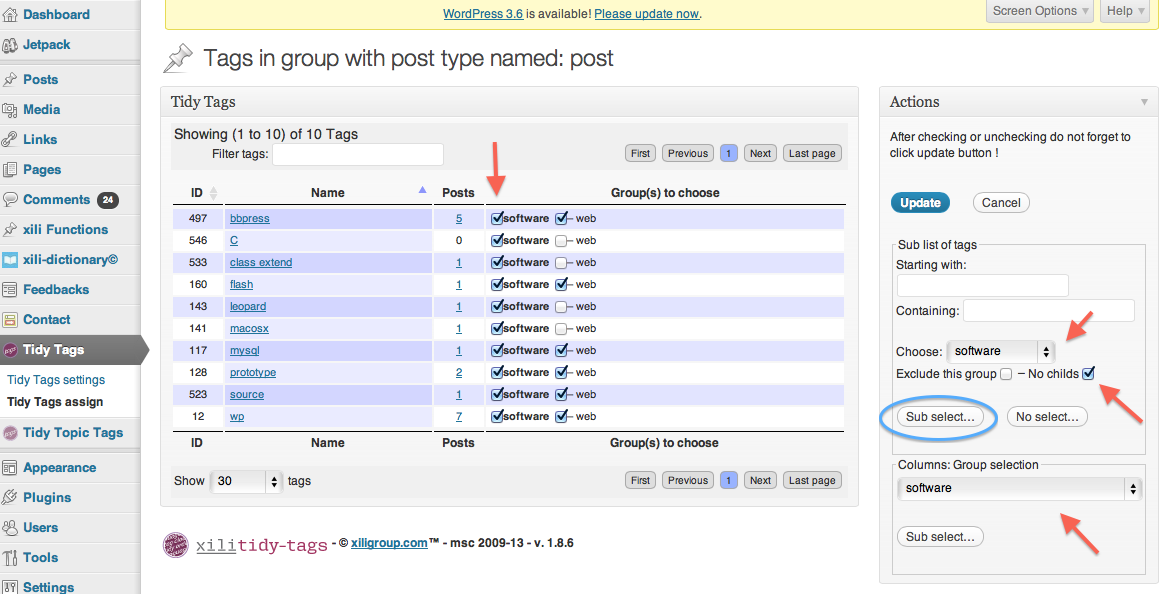 WordPress 3.6 is available! Please update now.
Screen Options
Help
Dashboard
Jetpack
Posts
Media
Links
Pages
Comments 24
xili Functions
xili-dictionary©
Feedbacks
Contact
Tidy Tags
Tidy Tags settings
Tidy Tags assign
Tidy Topic Tags
Appearance
Plugins
Users
Tools
Settings
Tags in group with post type named: post
Tidy Tags
Showing (1 to 10) of 10 Tags
Filter tags:
First Previous 1 Next Last page
ID Name Posts Group(s) to choose
497 bbpress 5 software – web
546 C 0 software – web
533 class extend 1 software – web
160 flash 1 software – web
143 leopard 1 software – web
141 macosx 1 software – web
117 mysql 1 software – web
128 prototype 2 software – web
523 source 1 software – web
12 wp 7 software – web
ID Name Posts Group(s) to choose
Show 30 tags
First Previous 1 Next Last page
xilitidy-tags - © xiligroup.com™ - msc 2009-13 - v. 1.8.6
Actions
After checking or unchecking do not forget to
click update button !
Update Cancel
Sub list of tags
Starting with:
Containing:
Choose: software
Exclude this group – No childs
Sub select... No select...
Columns: Group selection
software
Sub select...